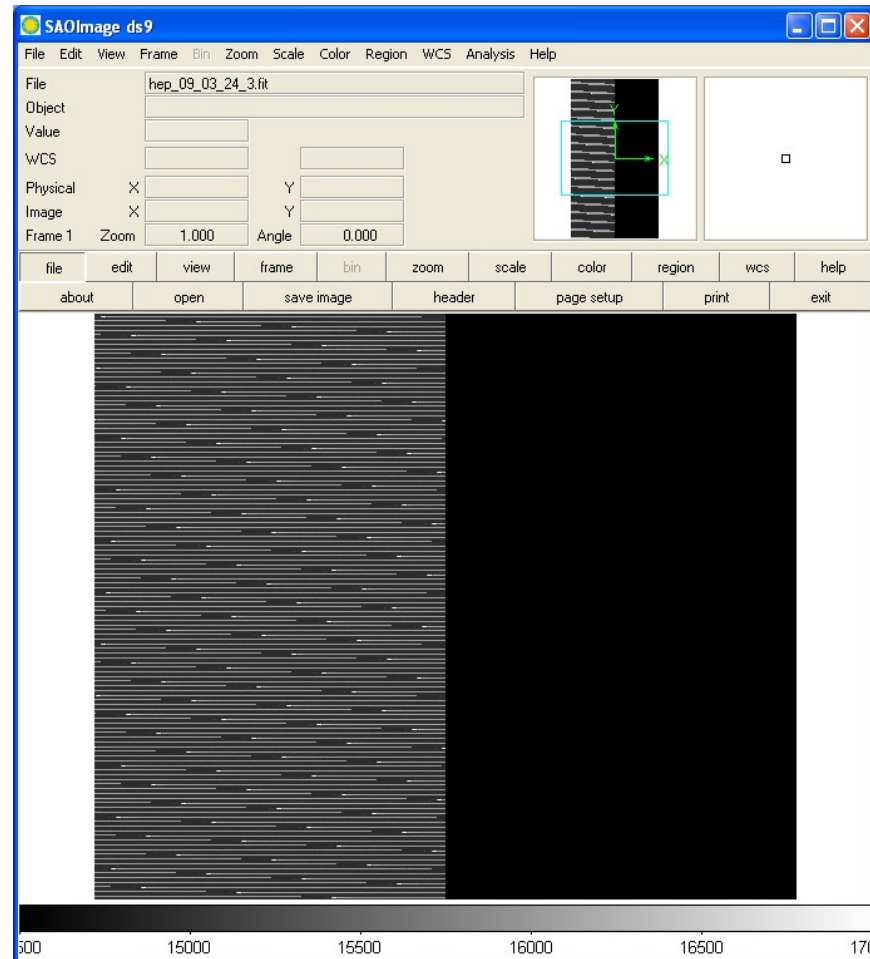 SAOImage ds9
File Edit View Frame Bin Zoom Scale Color Region WCS Analysis Help
File hep_09_03_24_3.fit
Object
Value
WCS
Physical X Y
Image X Y
Frame 1 Zoom 1.000 Angle 0.000
Y
X
file edit view frame bin zoom scale color region wcs help
about open save image header page setup print exit
500 15000 15500 16000 16500 170